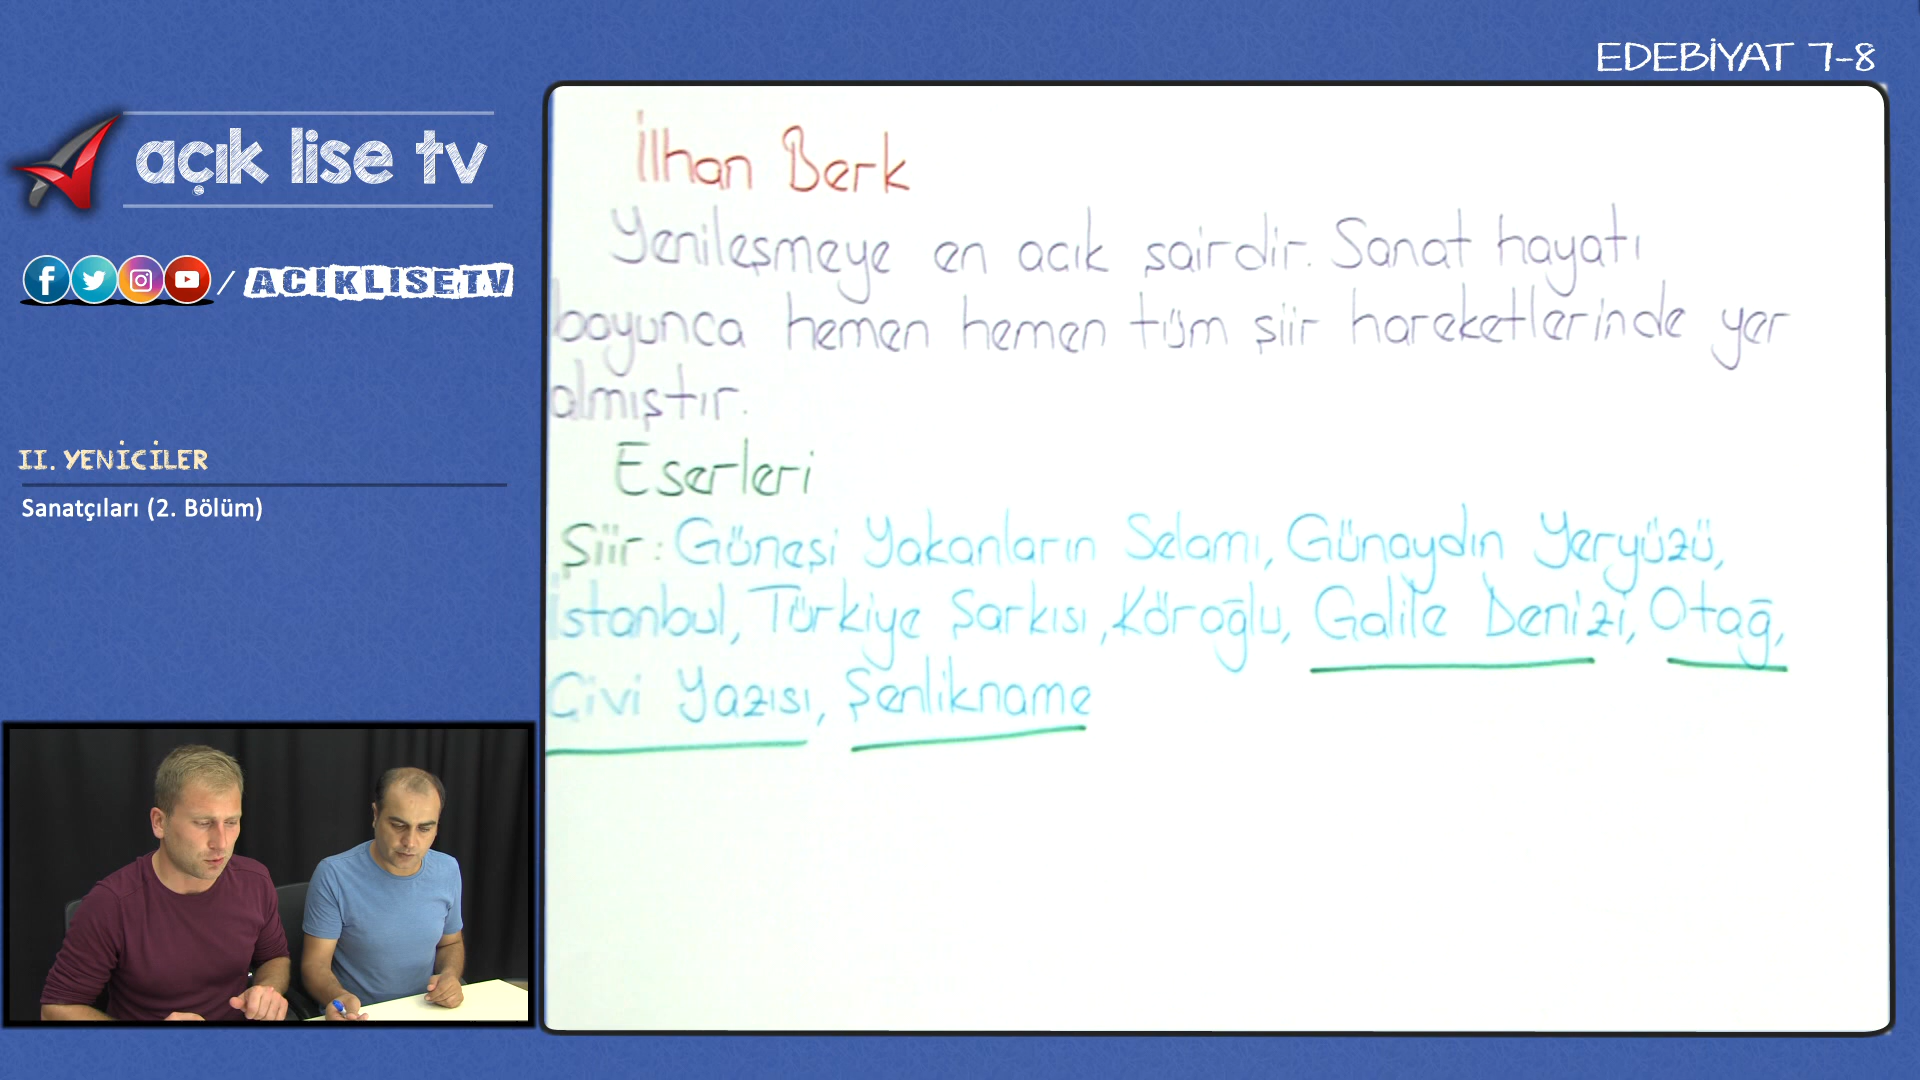 EDEBİYAT 7-8
açık lise tv
/ ACIKLISETV
II. YENİCİLER
Sanatçıları (2. Bölüm)
İlhan Berk
Yenileşmeye en acık şairdir. Sanat hayatı
boyunca hemen hemen tüm şiir hareketlerinde yer
almıştır.
Eserleri
Şiir: Güneşi Yakanların Selamı, Günaydın Yeryüzü,
İstanbul, Türkiye Şarkısı, Köroğlu, Galile Denizi, Otağ,
Çivi Yazısı, Şenlikname